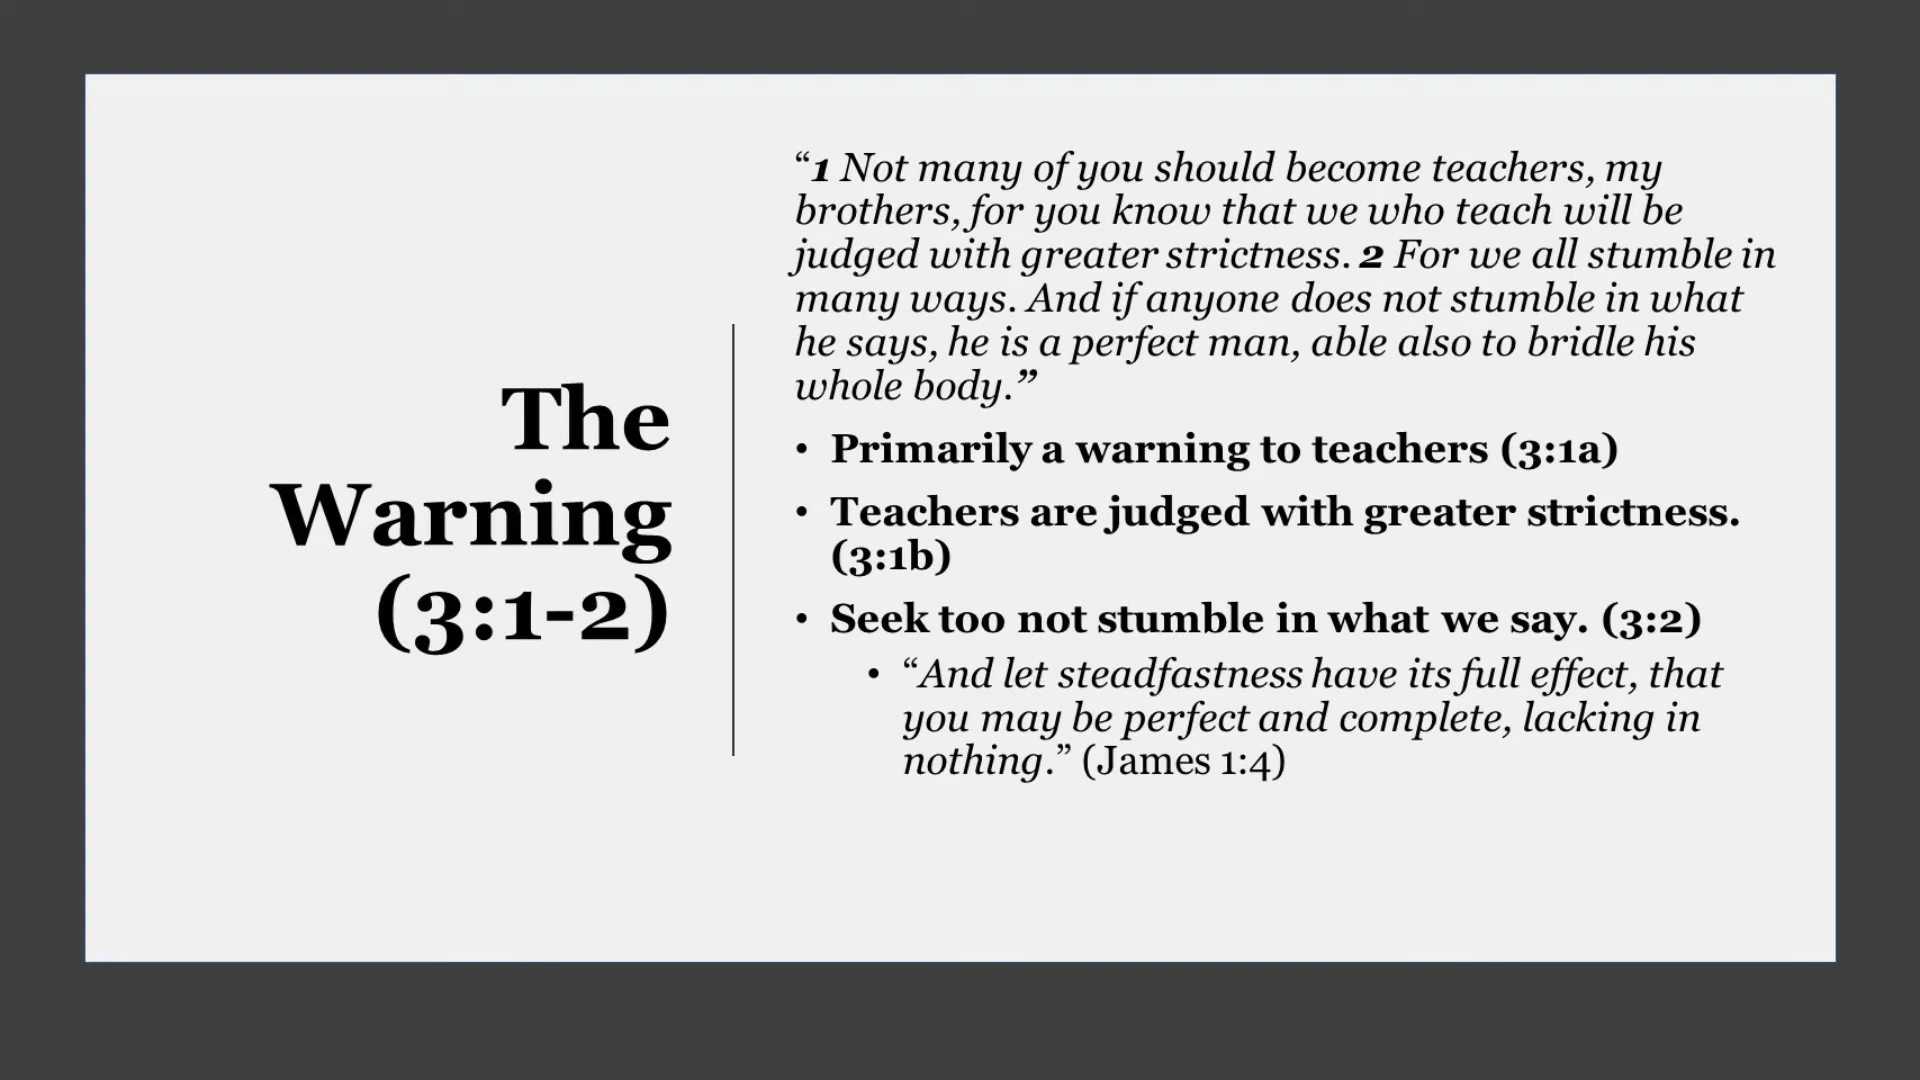 The
Warning
(3:1-2)
“1 Not many of you should become teachers, my
brothers, for you know that we who teach will be
judged with greater strictness. 2 For we all stumble in
many ways. And if anyone does not stumble in what
he says, he is a perfect man, able also to bridle his
whole body.”
• Primarily a warning to teachers (3:1a)
• Teachers are judged with greater strictness.
(3:1b)
• Seek too not stumble in what we say. (3:2)
• “And let steadfastness have its full effect, that
you may be perfect and complete, lacking in
nothing.” (James 1:4)